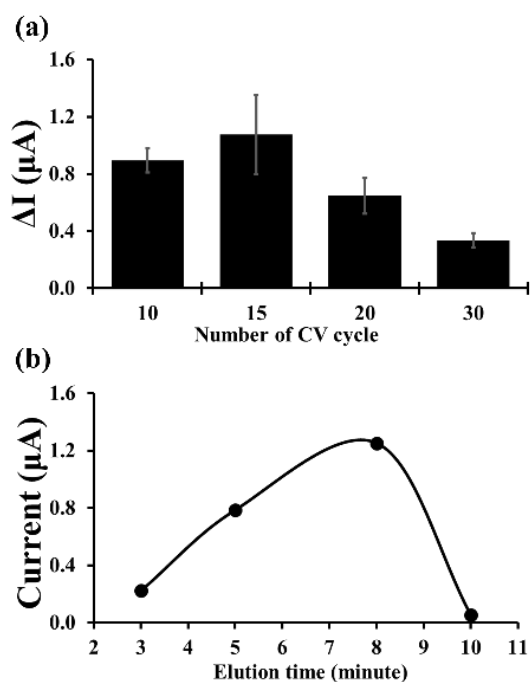 (a)
1.6
1.2
0.8
0.4
0.0
ΔI (µA)
10 15 20 30
Number of CV cycle
(b)
1.6
1.2
0.8
0.4
0.0
Current (µA)
2 3 4 5 6 7 8 9 10 11
Elution time (minute)